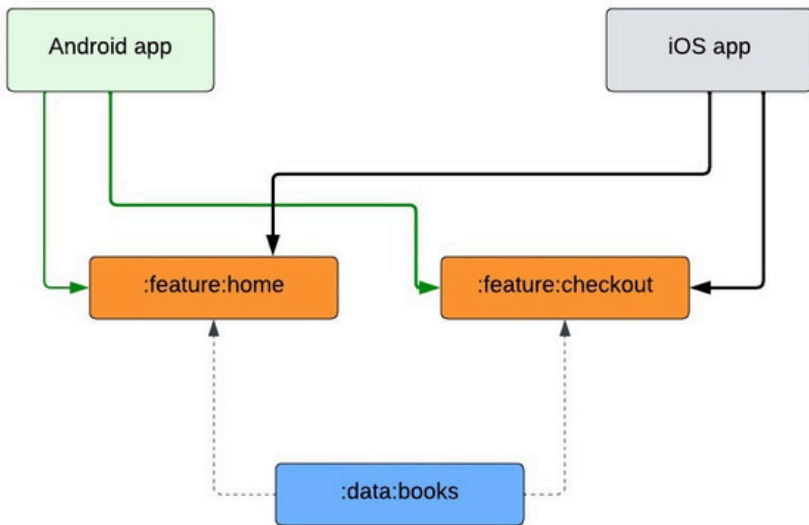 Android app
iOS app
:feature:home
:feature:checkout
:data:books